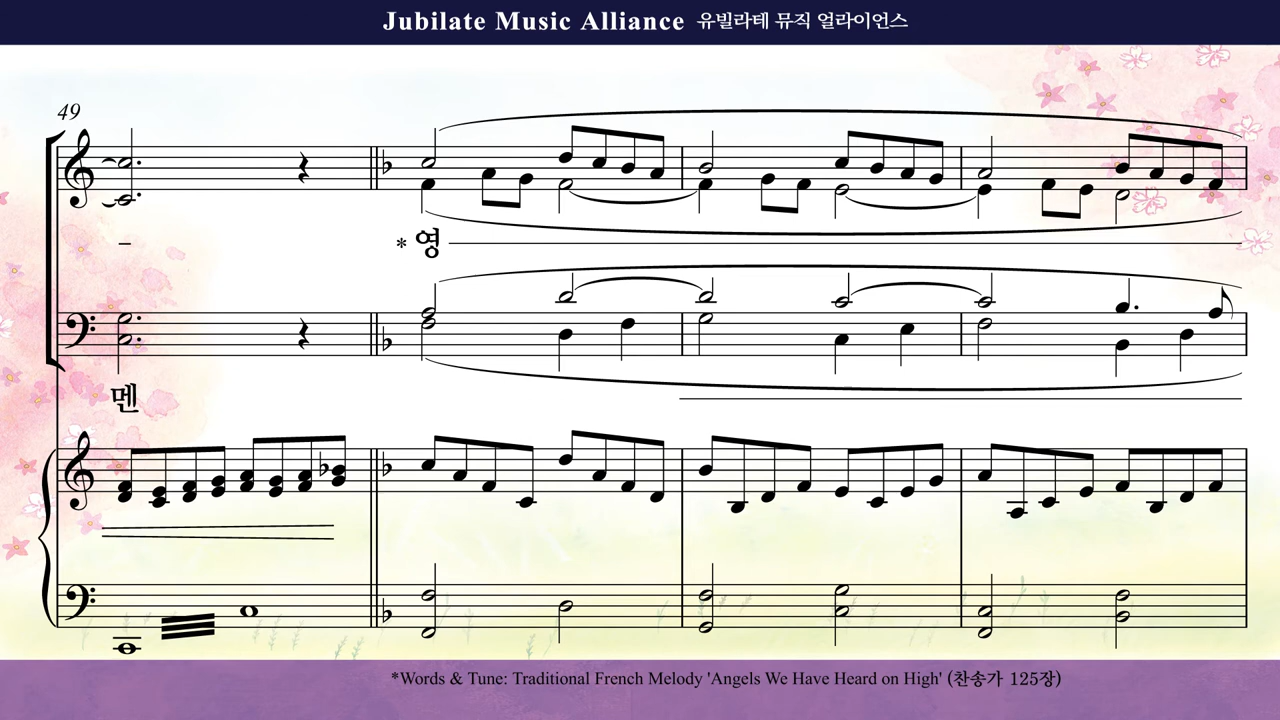 Jubilate Music Alliance 유빌라테 뮤직 얼라이언스
49
–
* 영
멘
*Words & Tune: Traditional French Melody 'Angels We Have Heard on High' (찬송가 125장)